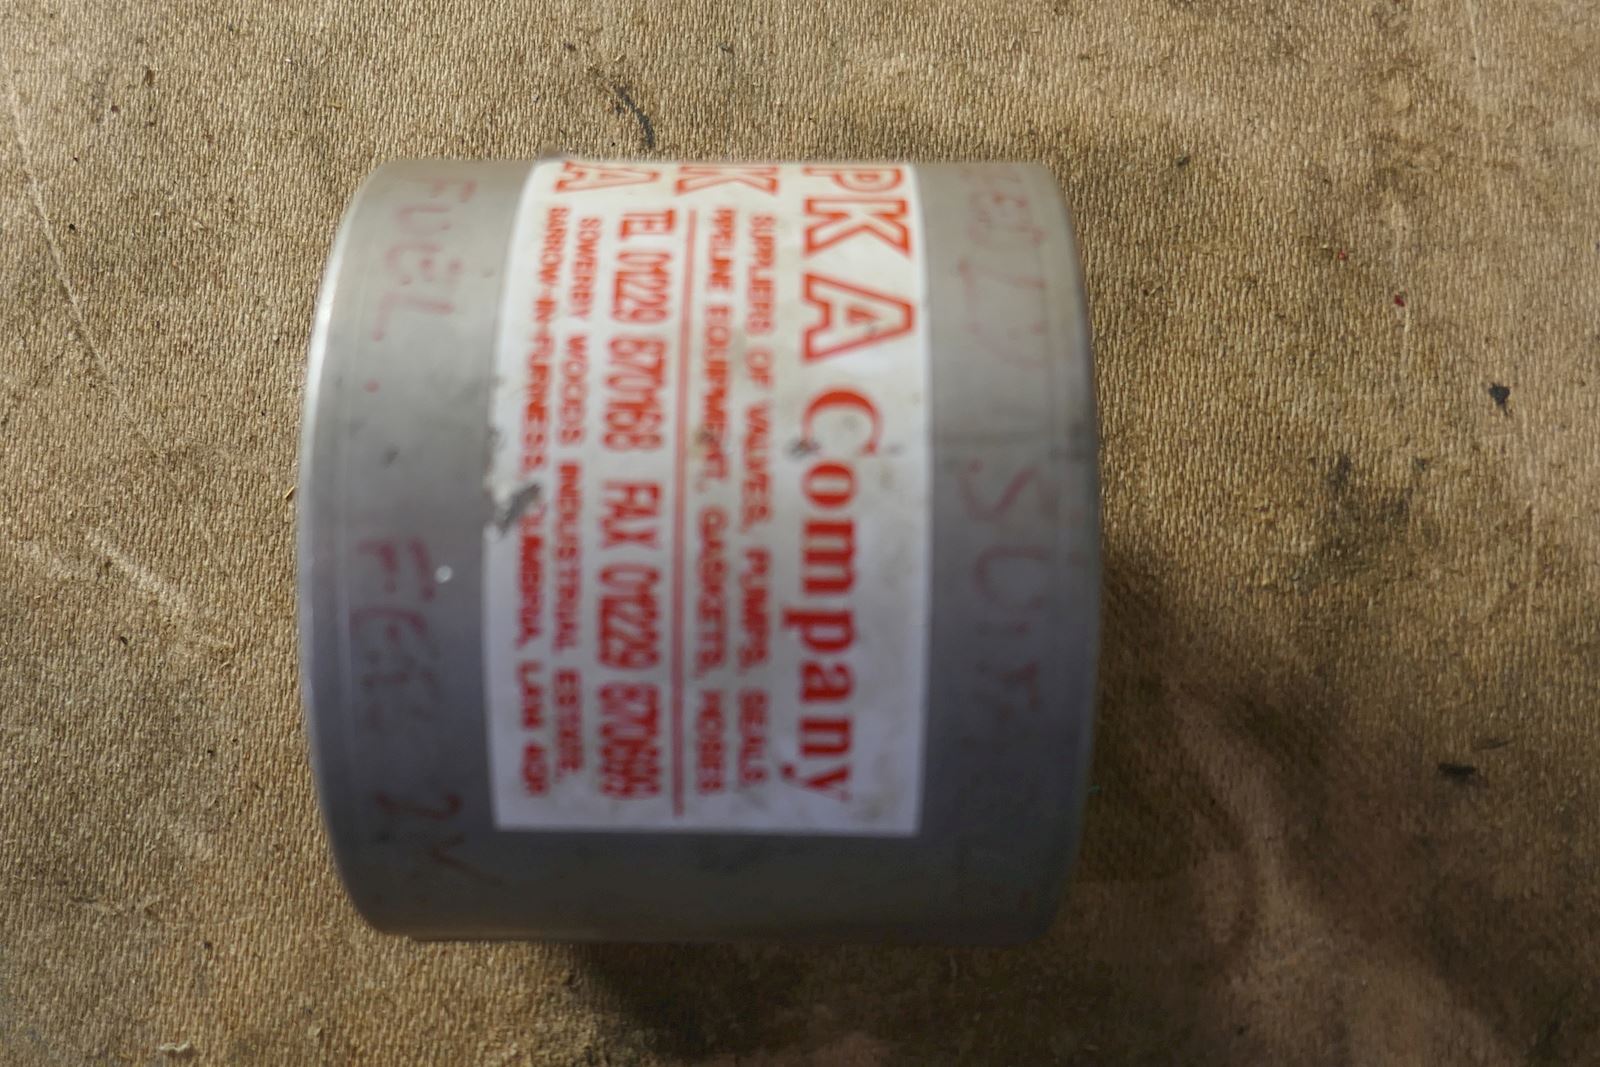 PKA Company
SUPPLIERS OF VALVES, PUMPS, SEALS,
PIPELINE EQUIPMENT, GASKETS, HOSES
K
TEL 01229 870168 FAX 01229 870699
SOWERBY WOODS INDUSTRIAL ESTATE,
BARROW-IN-FURNESS, CUMBRIA, LA14 4QR
A
FUEL